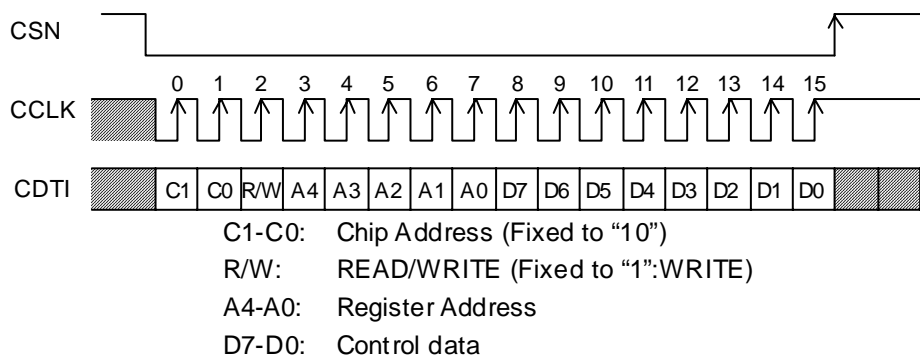 CSN
0 1 2 3 4 5 6 7 8 9 10 11 12 13 14 15
CCLK
CDTI C1 C0 R/W A4 A3 A2 A1 A0 D7 D6 D5 D4 D3 D2 D1 D0
C1-C0: Chip Address (Fixed to “10”)
R/W: READ/WRITE (Fixed to “1”:WRITE)
A4-A0: Register Address
D7-D0: Control data